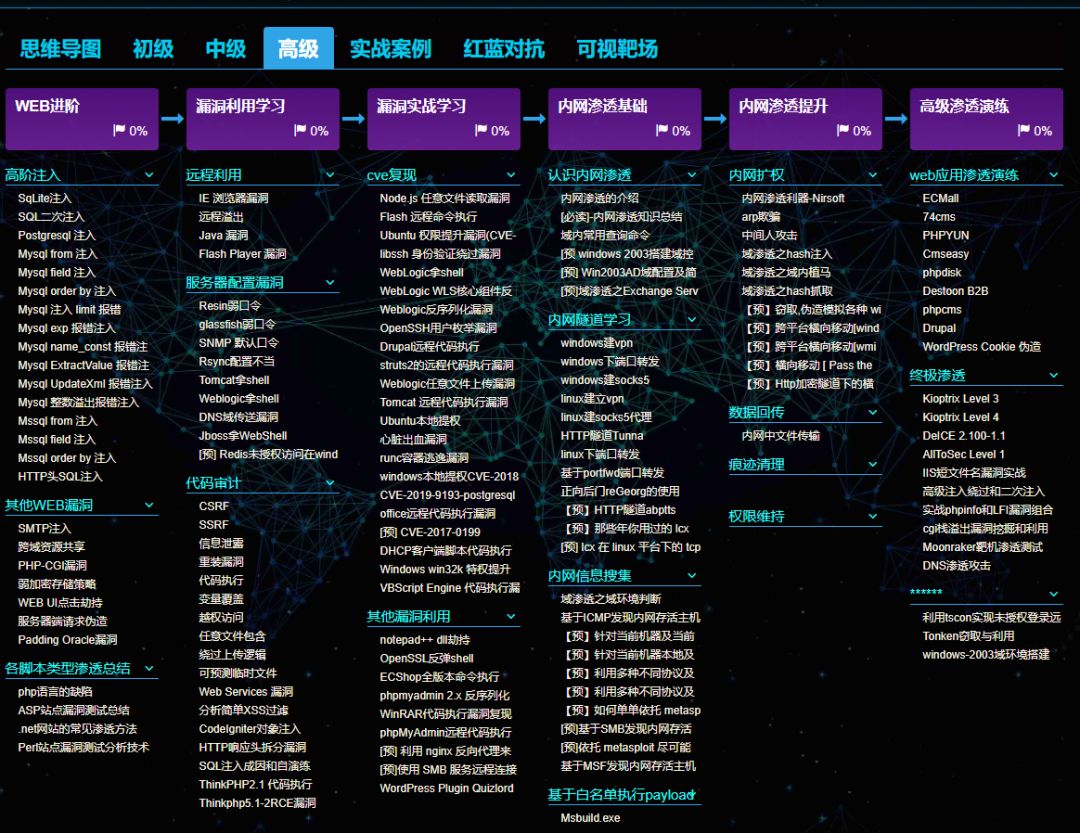 思维导图
初级
中级
高级
实战案例
红蓝对抗
可视靶场
WEB进阶
0%
高阶注入
SqLite注入
SQL二次注入
Postgresql 注入
Mysql from 注入
Mysql field 注入
Mysql order by 注入
Mysql 注入 limit 报错
Mysql exp 报错注入
Mysql name_const 报错注
Mysql ExtractValue 报错注
Mysql UpdateXml 报错注入
Mysql 整数溢出报错注入
Mssql from 注入
Mssql field 注入
Mssql order by 注入
HTTP头SQL注入
其他WEB漏洞
SMTP注入
跨域资源共享
PHP-CGI漏洞
弱加密存储策略
WEB UI点击劫持
服务器端请求伪造
Padding Oracle漏洞
各脚本类型渗透总结
php语言的缺陷
ASP站点漏洞测试总结
.net网站的常见渗透方法
Perl站点漏洞测试分析技术
漏洞利用学习
0%
远程利用
IE 浏览器漏洞
远程溢出
Java 漏洞
Flash Player 漏洞
服务器配置漏洞
Resin弱口令
glassfish弱口令
SNMP 默认口令
Rsync配置不当
Tomcat拿shell
Weblogic拿shell
DNS域传送漏洞
Jboss拿WebShell
[预] Redis未授权访问在wind
代码审计
CSRF
SSRF
信息泄露
重装漏洞
代码执行
变量覆盖
越权访问
任意文件包含
绕过上传逻辑
可预测临时文件
Web Services 漏洞
分析简单XSS过滤
CodeIgniter对象注入
HTTP响应头拆分漏洞
SQL注入成因和自演练
ThinkPHP2.1 代码执行
Thinkphp5.1-2RCE漏洞
漏洞实战学习
0%
cve复现
Node.js 任意文件读取漏洞
Flash 远程命令执行
Ubuntu 权限提升漏洞(CVE-
libssh 身份验证绕过漏洞
WebLogic拿shell
WebLogic WLS核心组件反
Weblogic反序列化漏洞
OpenSSH用户枚举漏洞
Drupal远程代码执行
struts2的远程代码执行漏洞
Weblogic任意文件上传漏洞
Tomcat 远程代码执行漏洞
Ubuntu本地提权
心脏出血漏洞
runc容器逃逸漏洞
windows本地提权CVE-2018
CVE-2019-9193-postgresql
office远程代码执行漏洞
[预] CVE-2017-0199
DHCP客户端脚本代码执行
Windows win32k 特权提升
VBScript Engine 代码执行漏
其他漏洞利用
notepad++ dll劫持
OpenSSL反弹shell
ECShop全版本命令执行
phpmyadmin 2.x 反序列化
WinRAR代码执行漏洞复现
phpMyAdmin远程代码执行
[预] 利用 nginx 反向代理来
[预]使用 SMB 服务远程连接
WordPress Plugin Quizlord
内网渗透基础
0%
认识内网渗透
内网渗透的介绍
[必读]-内网渗透知识总结
域内常用查询命令
[预 windows 2003搭建域控
[预] Win2003AD域配置及简
[预]域渗透之Exchange Serv
内网隧道学习
windows建vpn
windows下端口转发
windows建socks5
linux建立vpn
linux建socks5代理
HTTP隧道Tunna
linux下端口转发
基于portfwd端口转发
正向后门reGeorg的使用
【预】HTTP隧道abptts
【预】那些年你用过的 lcx
[预] lcx 在 linux 平台下的 tcp
内网信息搜集
域渗透之域环境判断
基于ICMP发现内网存活主机
【预】针对当前机器及当前
【预】针对当前机器本地及
【预】利用多种不同协议及
【预】利用多种不同协议及
【预】如何单单依托 metasp
[预]基于SMB发现内网存活
[预]依托 metasploit 尽可能
基于MSF发现内网存活主机
基于白名单执行payload
Msbuild.exe
内网渗透提升
0%
内网扩权
内网渗透利器-Nirsoft
arp欺骗
中间人攻击
域渗透之hash注入
域渗透之域内植马
域渗透之hash抓取
【预】窃取,伪造模拟各种 wi
【预】跨平台横向移动[wind
【预】跨平台横向移动[wmi
【预】横向移动 [ Pass the
【预】Http加密隧道下的横
数据回传
内网中文件传输
痕迹清理
权限维持
高级渗透演练
0%
web应用渗透演练
ECMall
74cms
PHPYUN
Cmseasy
phpdisk
Destoon B2B
phpcms
Drupal
WordPress Cookie 伪造
终极渗透
Kioptrix Level 3
Kioptrix Level 4
DeICE 2.100-1.1
AllToSec Level 1
IIS短文件名漏洞实战
高级注入绕过和二次注入
实战phpinfo和LFI漏洞组合
cgi栈溢出漏洞挖掘和利用
Moonraker靶机渗透测试
DNS渗透攻击
******
利用tscon实现未授权登录远
Tonken窃取与利用
windows-2003域环境搭建